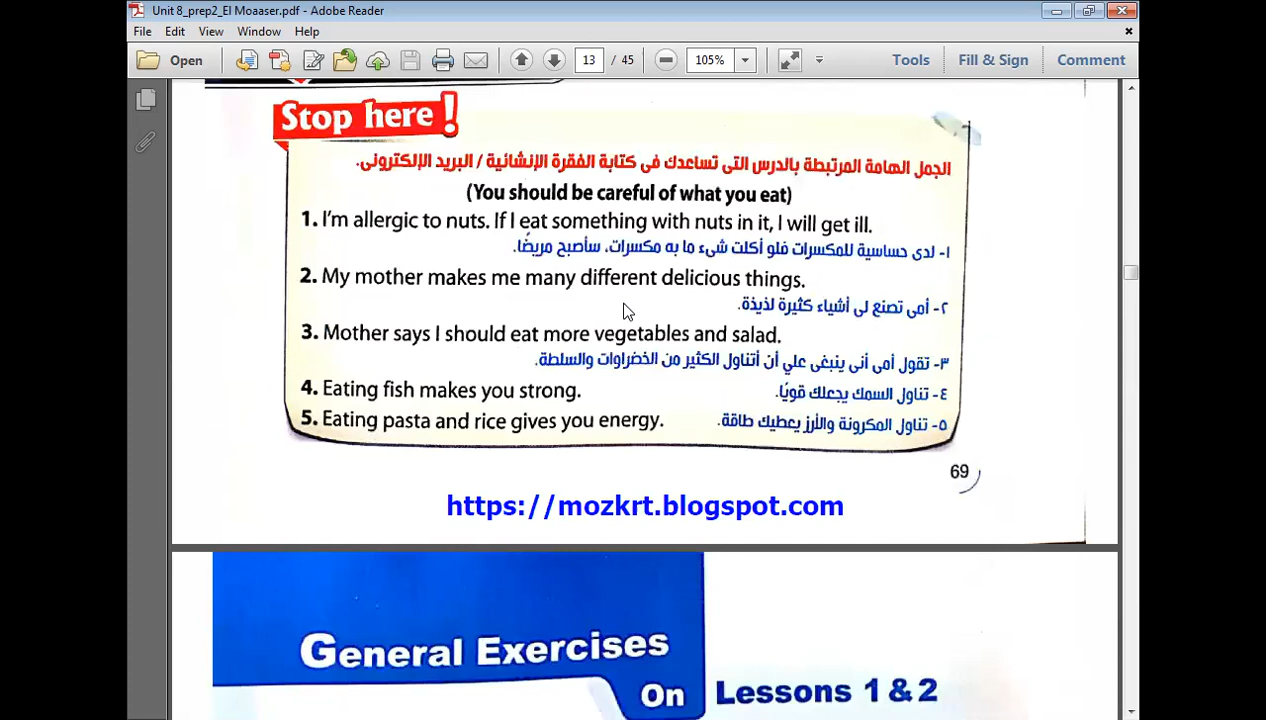 Unit 8_prep2_El Moaaser.pdf - Adobe Reader
File Edit View Window Help
Open 13 / 45 105% Tools Fill & Sign Comment
Stop here!
الجمل الهامة المرتبطة بالدرس التى تساعدك فى كتابة الفقرة الإنشائية / البريد الإلكترونى.
(You should be careful of what you eat)
1. I'm allergic to nuts. If I eat something with nuts in it, I will get ill.
١- لدى حساسية للمكسرات فلو أكلت شىء ما به مكسرات، سأصبح مريضًا.
2. My mother makes me many different delicious things.
٢- أمى تصنع لى أشياء كثيرة لذيذة.
3. Mother says I should eat more vegetables and salad.
٣- تقول أمى أنى ينبغى علي أن أتناول الكثير من الخضراوات والسلطة.
4. Eating fish makes you strong. ٤- تناول السمك يجعلك قويًا.
5. Eating pasta and rice gives you energy. ٥- تناول المكرونة والأرز يعطيك طاقة.
69
https://mozkrt.blogspot.com
General Exercises
On Lessons 1 & 2